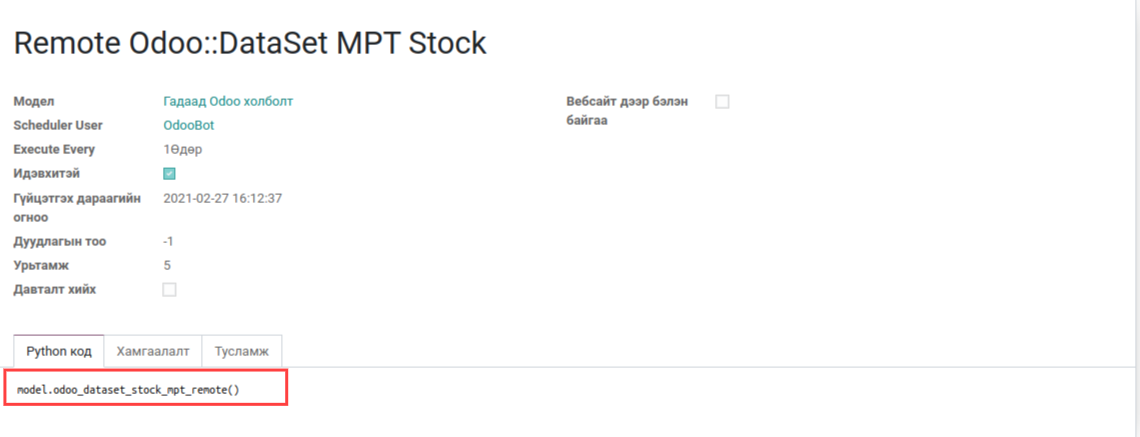 Remote Odoo::DataSet MPT Stock
Модел Гадаад Odoo холболт Вебсайт дээр бэлэн байгаа
Scheduler User OdooBot
Execute Every 1Өдөр
Идэвхитэй
Гүйцэтгэх дараагийн огноо 2021-02-27 16:12:37
Дуудлагын тоо -1
Урьтамж 5
Давталт хийх
Python код Хамгаалалт Тусламж
model.odoo_dataset_stock_mpt_remote()